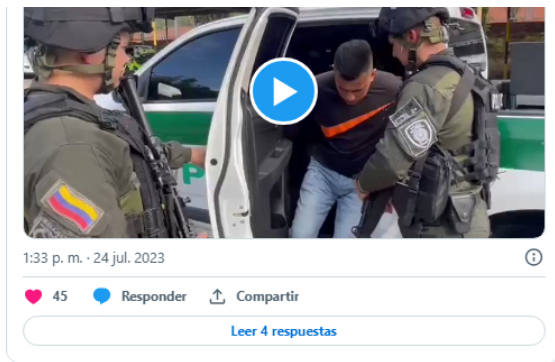 P
1:33 p. m. · 24 jul. 2023
45 Responder Compartir
Leer 4 respuestas